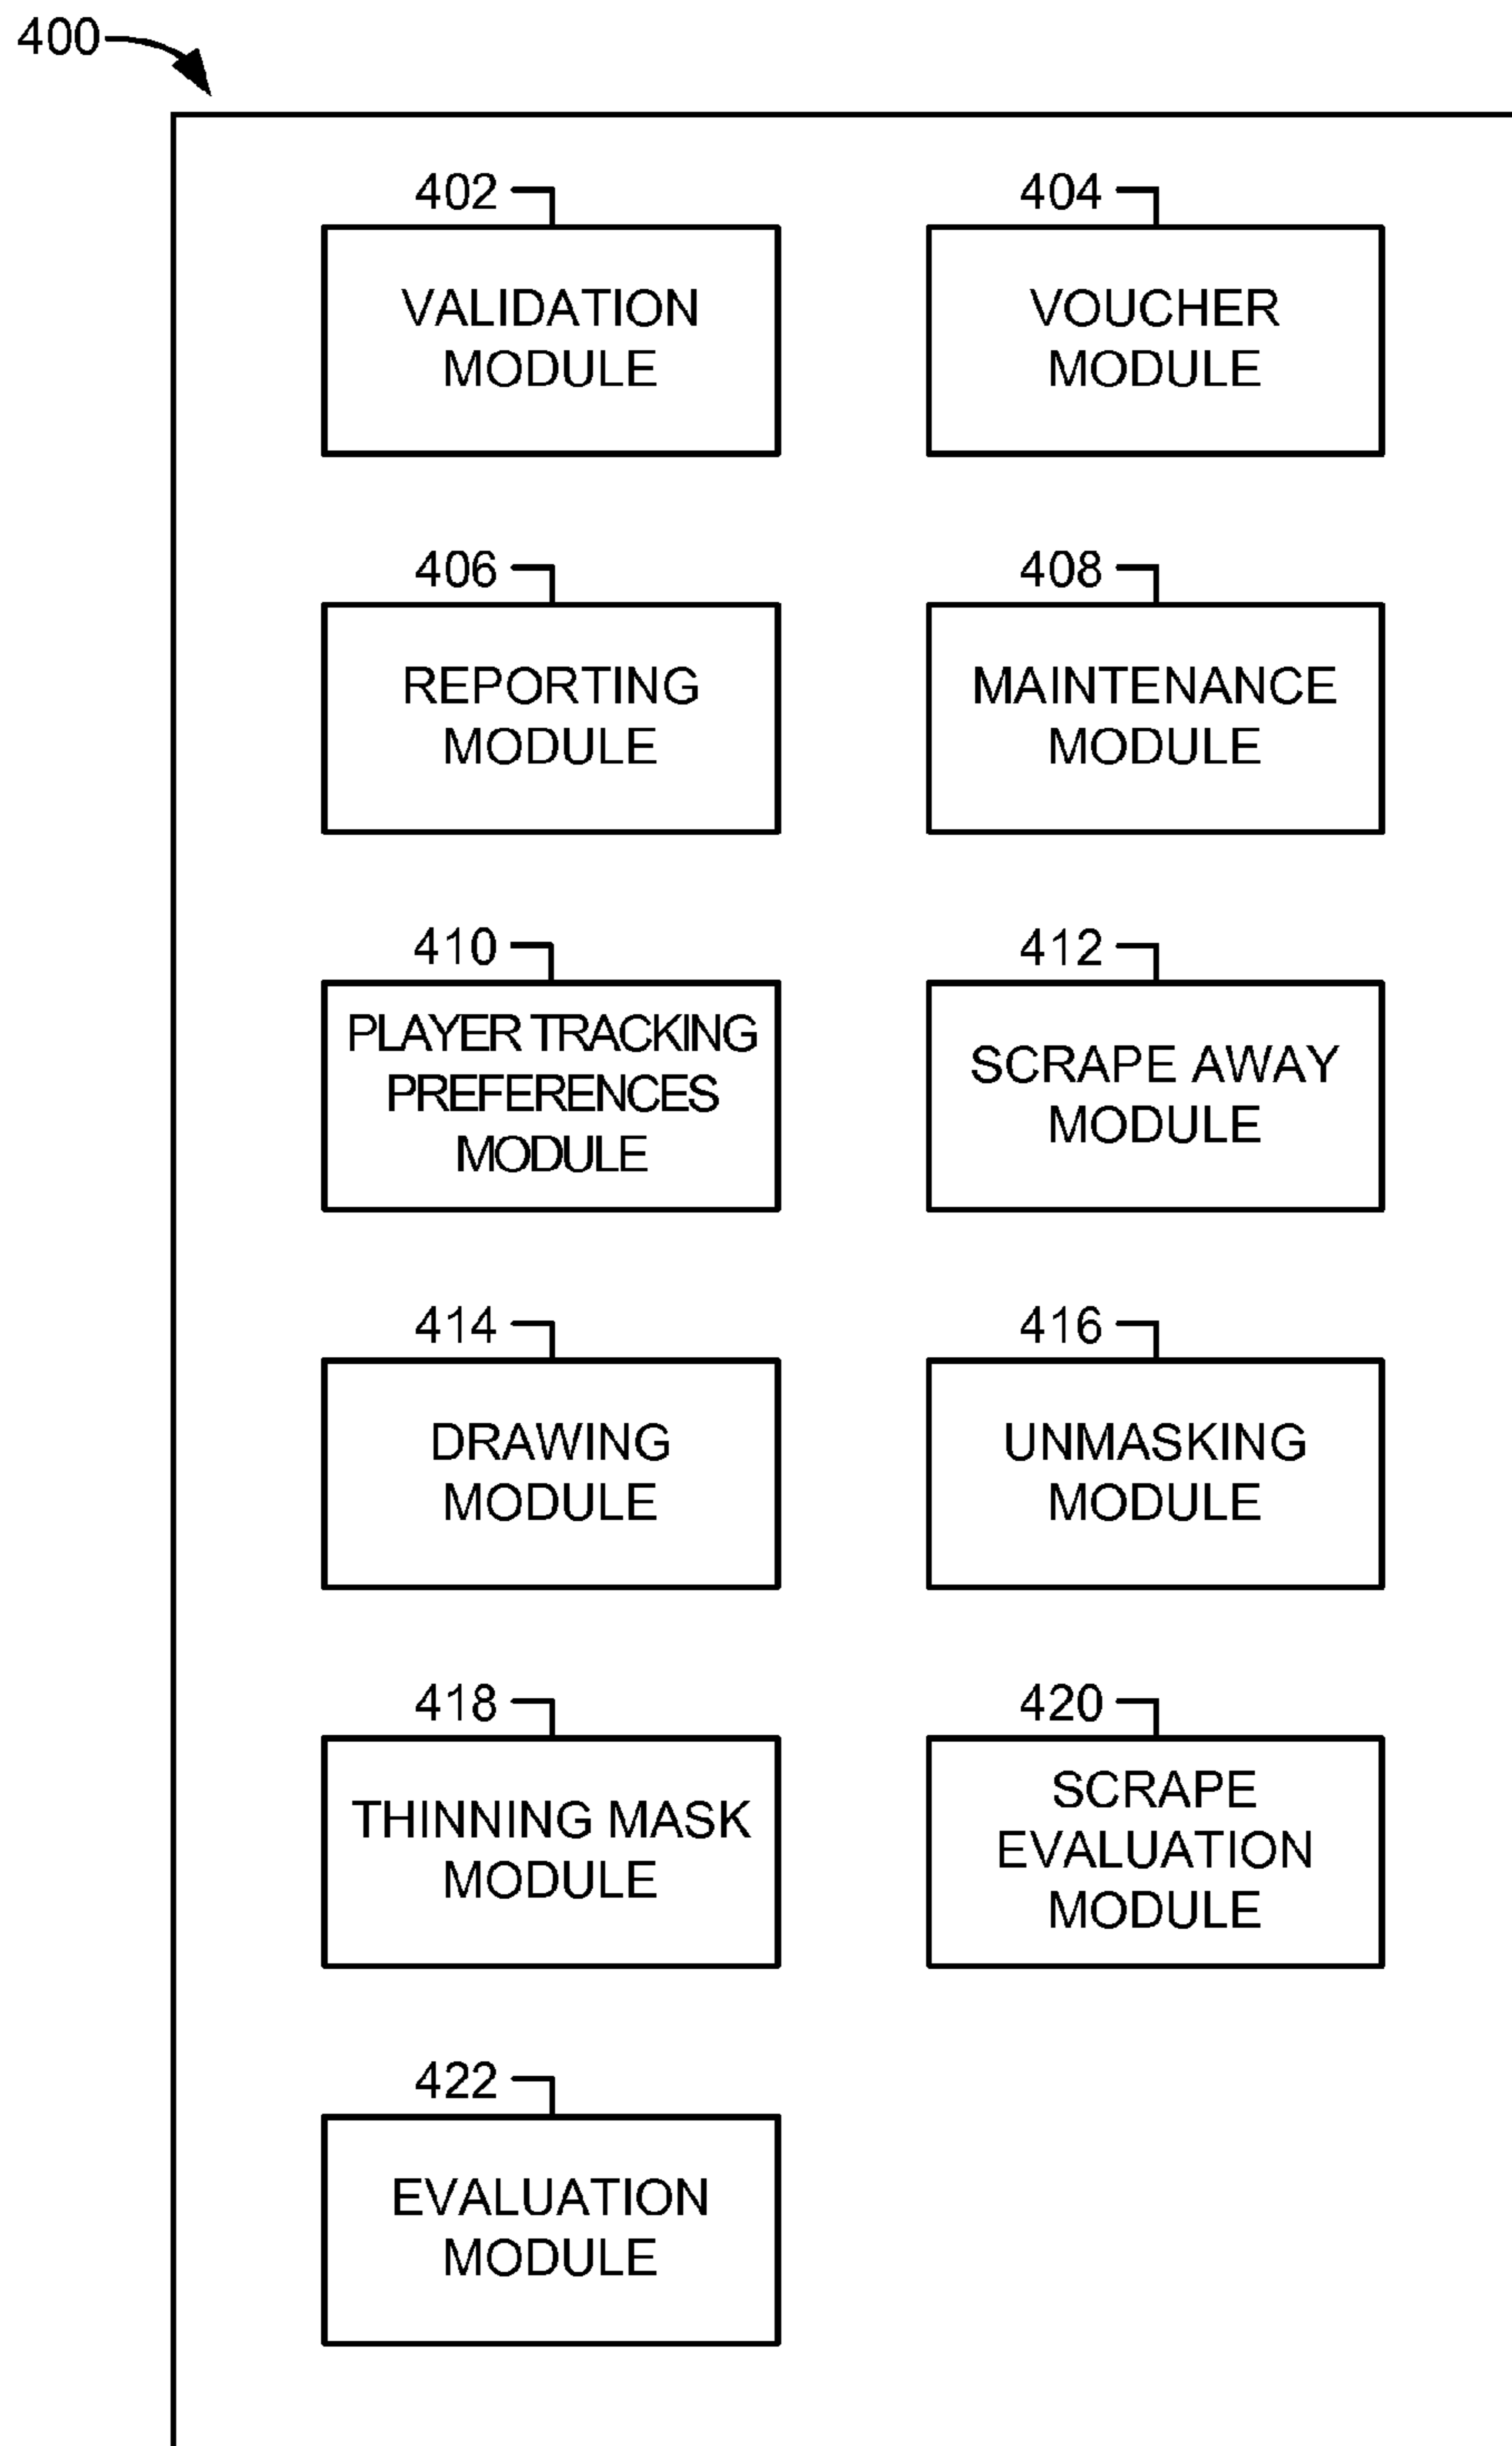 400
402
VALIDATION
MODULE
404
VOUCHER
MODULE
406
REPORTING
MODULE
408
MAINTENANCE
MODULE
410
PLAYER TRACKING
PREFERENCES
MODULE
412
SCRAPE AWAY
MODULE
414
DRAWING
MODULE
416
UNMASKING
MODULE
418
THINNING MASK
MODULE
420
SCRAPE
EVALUATION
MODULE
422
EVALUATION
MODULE